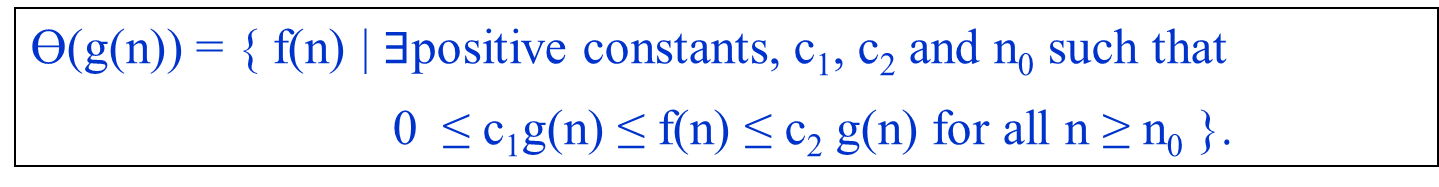 Ө(g(n)) = { f(n) | ∃positive constants, c₁, c₂ and n₀ such that
0 ≤ c₁g(n) ≤ f(n) ≤ c₂ g(n) for all n ≥ n₀ }.